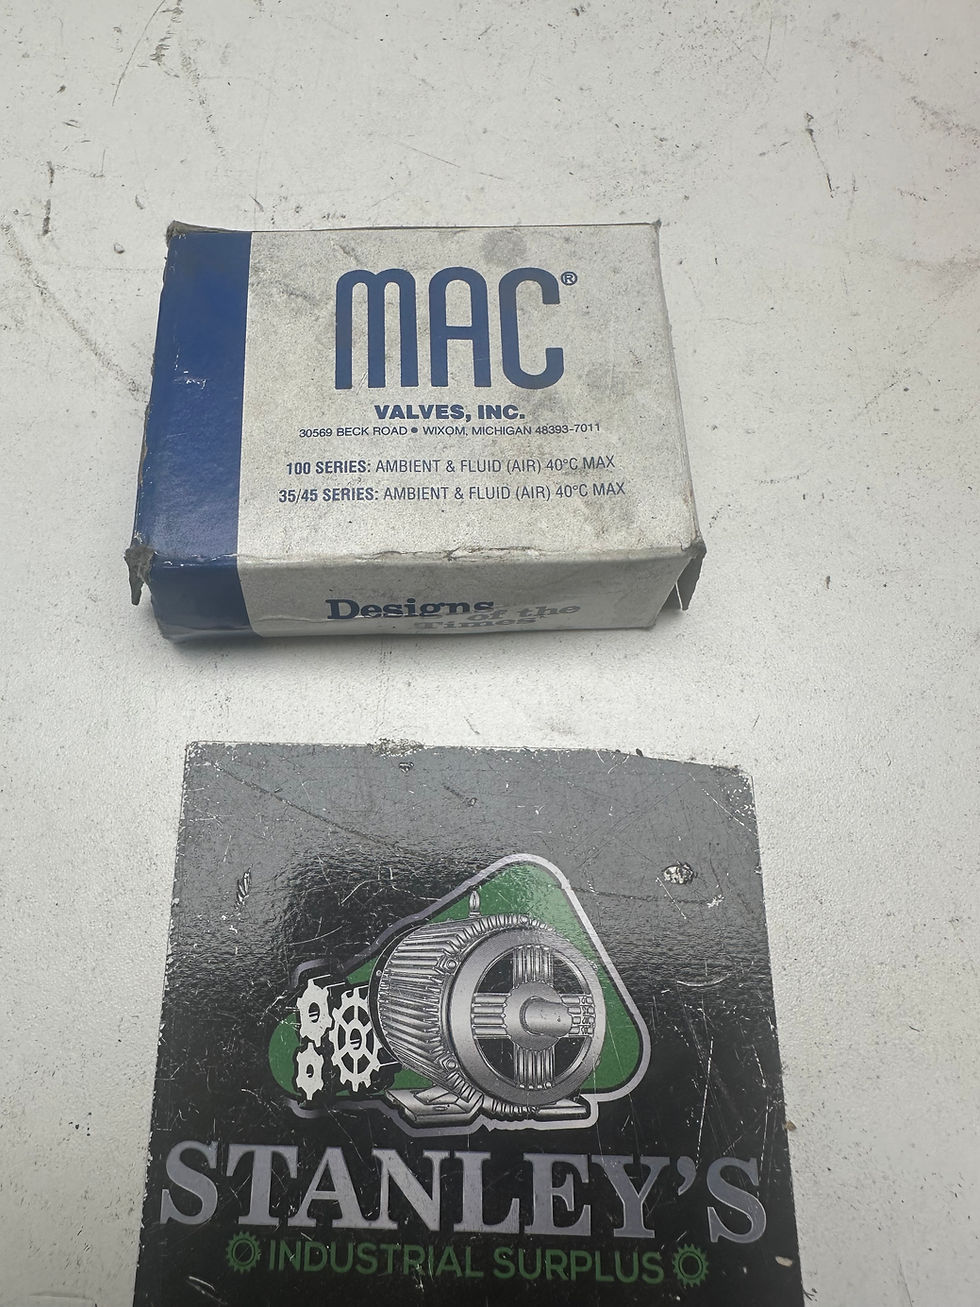 MAC®
VALVES, INC.
30569 BECK ROAD ● WIXOM, MICHIGAN 48393-7011
100 SERIES: AMBIENT & FLUID (AIR) 40°C MAX
35/45 SERIES: AMBIENT & FLUID (AIR) 40°C MAX
Designs
of the
Times
STANLEY'S
INDUSTRIAL SURPLUS